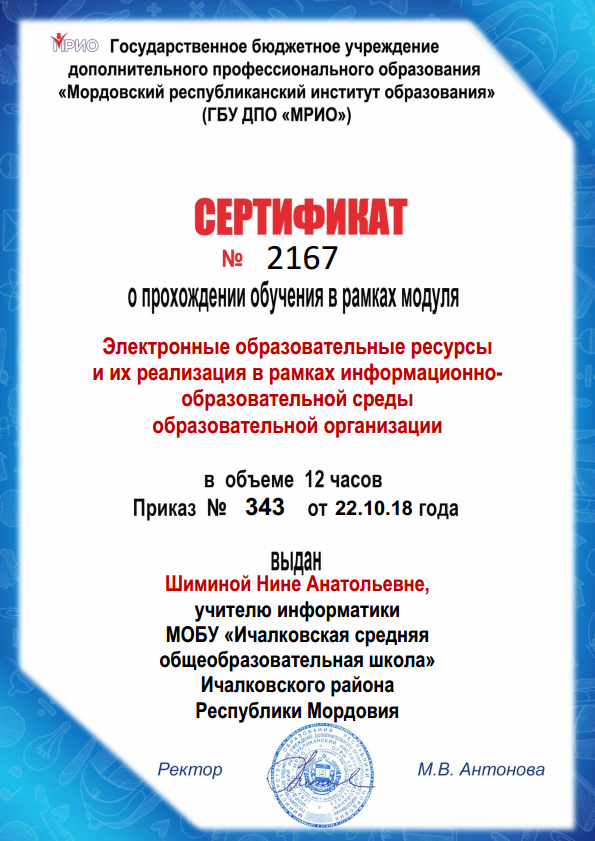 МРИО
Государственное бюджетное учреждение
дополнительного профессионального образования
«Мордовский республиканский институт образования»
(ГБУ ДПО «МРИО»)
СЕРТИФИКАТ
№ 2167
о прохождении обучения в рамках модуля
Электронные образовательные ресурсы
и их реализация в рамках информационно-
образовательной среды
образовательной организации
в объеме 12 часов
Приказ № 343 от 22.10.18 года
выдан
Шиминой Нине Анатольевне,
учителю информатики
МОБУ «Ичалковская средняя
общеобразовательная школа»
Ичалковского района
Республики Мордовия
Ректор М.В. Антонова